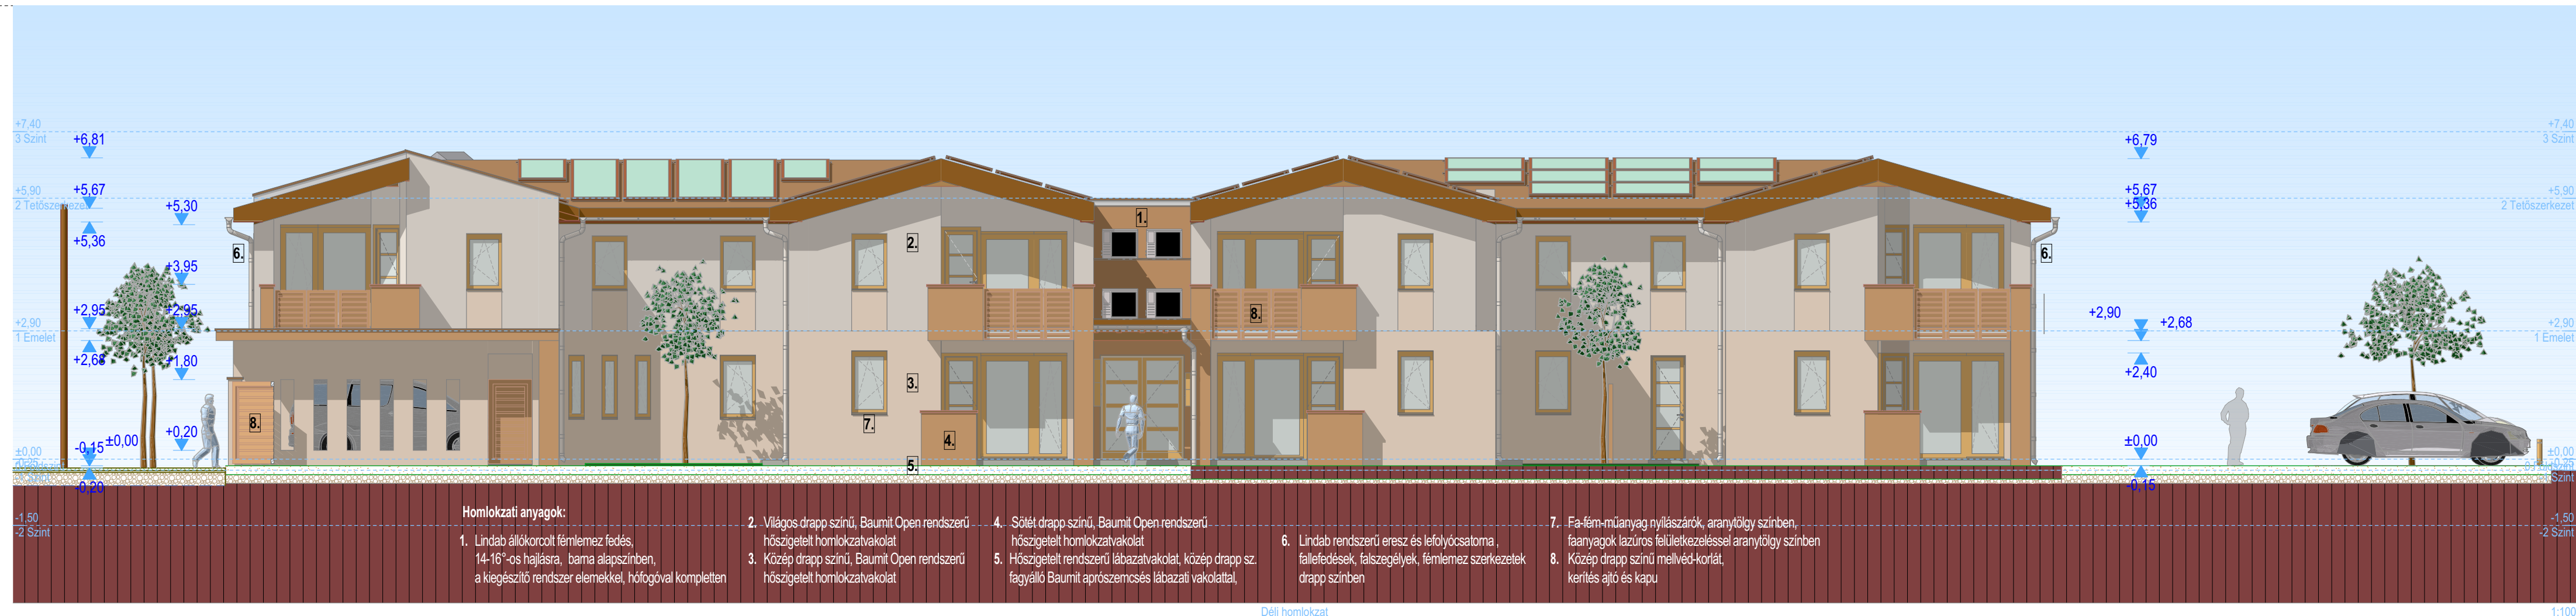 +7,40
3 Szint
+6,81
+5,90
2 Tetőszerkezet
+5,67
+5,30
+5,36
6.
+3,95
+2,95
+2,95
+2,90
1 Emelet
+2,68
+1,80
8.
+0,20
±0,00
-0,15
±0,00
-0,20
-1,50
-2 Szint
1.
2.
3.
7.
4.
5.
8.
6.
+7,40
3 Szint
+6,79
+5,90
2 Tetőszerkezet
+5,67
+5,36
+2,90
+2,68
+2,90
1 Emelet
+2,40
±0,00
±0,00
-0,15
-1,50
-2 Szint
Homlokzati anyagok:
1. Lindab állókorcolt fémlemez fedés,
14-16°-os hajlásra, barna alapszínben,
a kiegészítő rendszer elemekkel, hófogóval kompletten
2. Világos drapp színű, Baumit Open rendszerű
hőszigetelt homlokzatvakolat
3. Közép drapp színű, Baumit Open rendszerű
hőszigetelt homlokzatvakolat
4. Sötét drapp színű, Baumit Open rendszerű
hőszigetelt homlokzatvakolat
5. Hőszigetelt rendszerű lábazatvakolat, közép drapp sz.
fagyálló Baumit aprószemcsés lábazati vakolattal,
6. Lindab rendszerű eresz és lefolyócsatorna ,
fallefedések, falszegélyek, fémlemez szerkezetek
drapp színben
7. Fa-fém-műanyag nyílászárók, aranytölgy színben,
faanyagok lazúros felületkezeléssel aranytölgy színben
8. Közép drapp színű mellvéd-korlát,
kerítés ajtó és kapu
Déli homlokzat
1:100